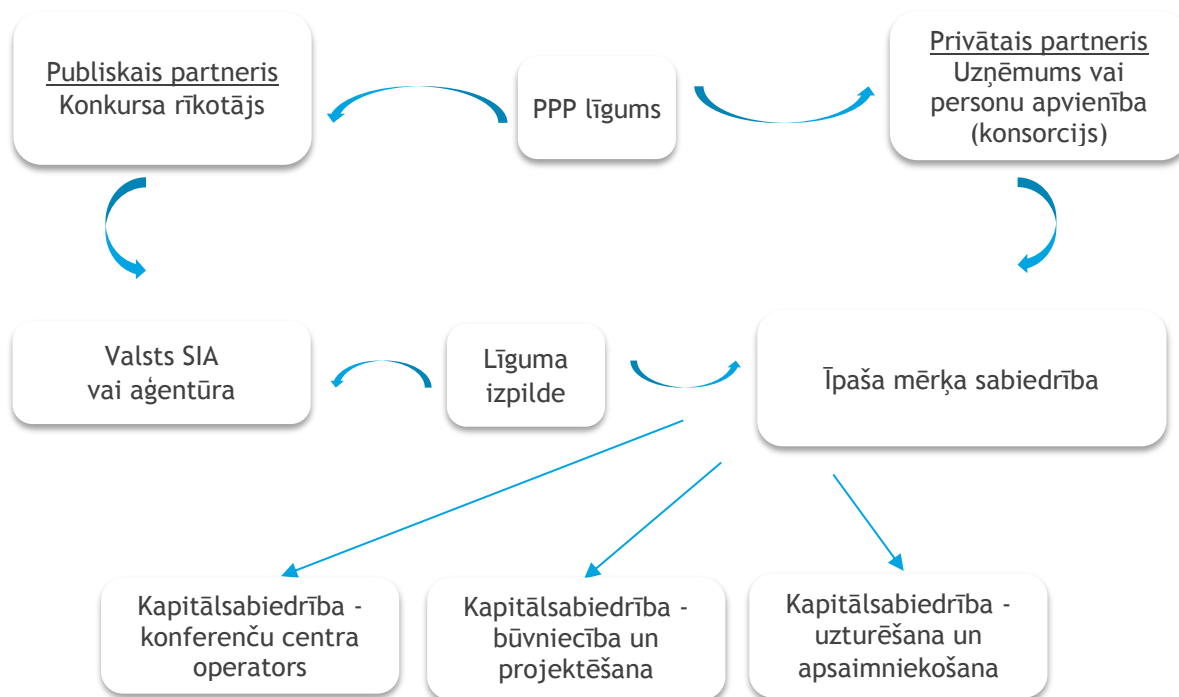 Publiskais partneris
Konkursa rīkotājs
PPP līgums
Privātais partneris
Uzņēmums vai
personu apvienība
(konsorcijs)
Valsts SIA
vai aģentūra
Līguma
izpilde
Īpaša mērķa sabiedrība
Kapitālsabiedrība -
konferenču centra
operators
Kapitālsabiedrība -
būvniecība un
projektēšana
Kapitālsabiedrība -
uzturēšana un
apsaimniekošana